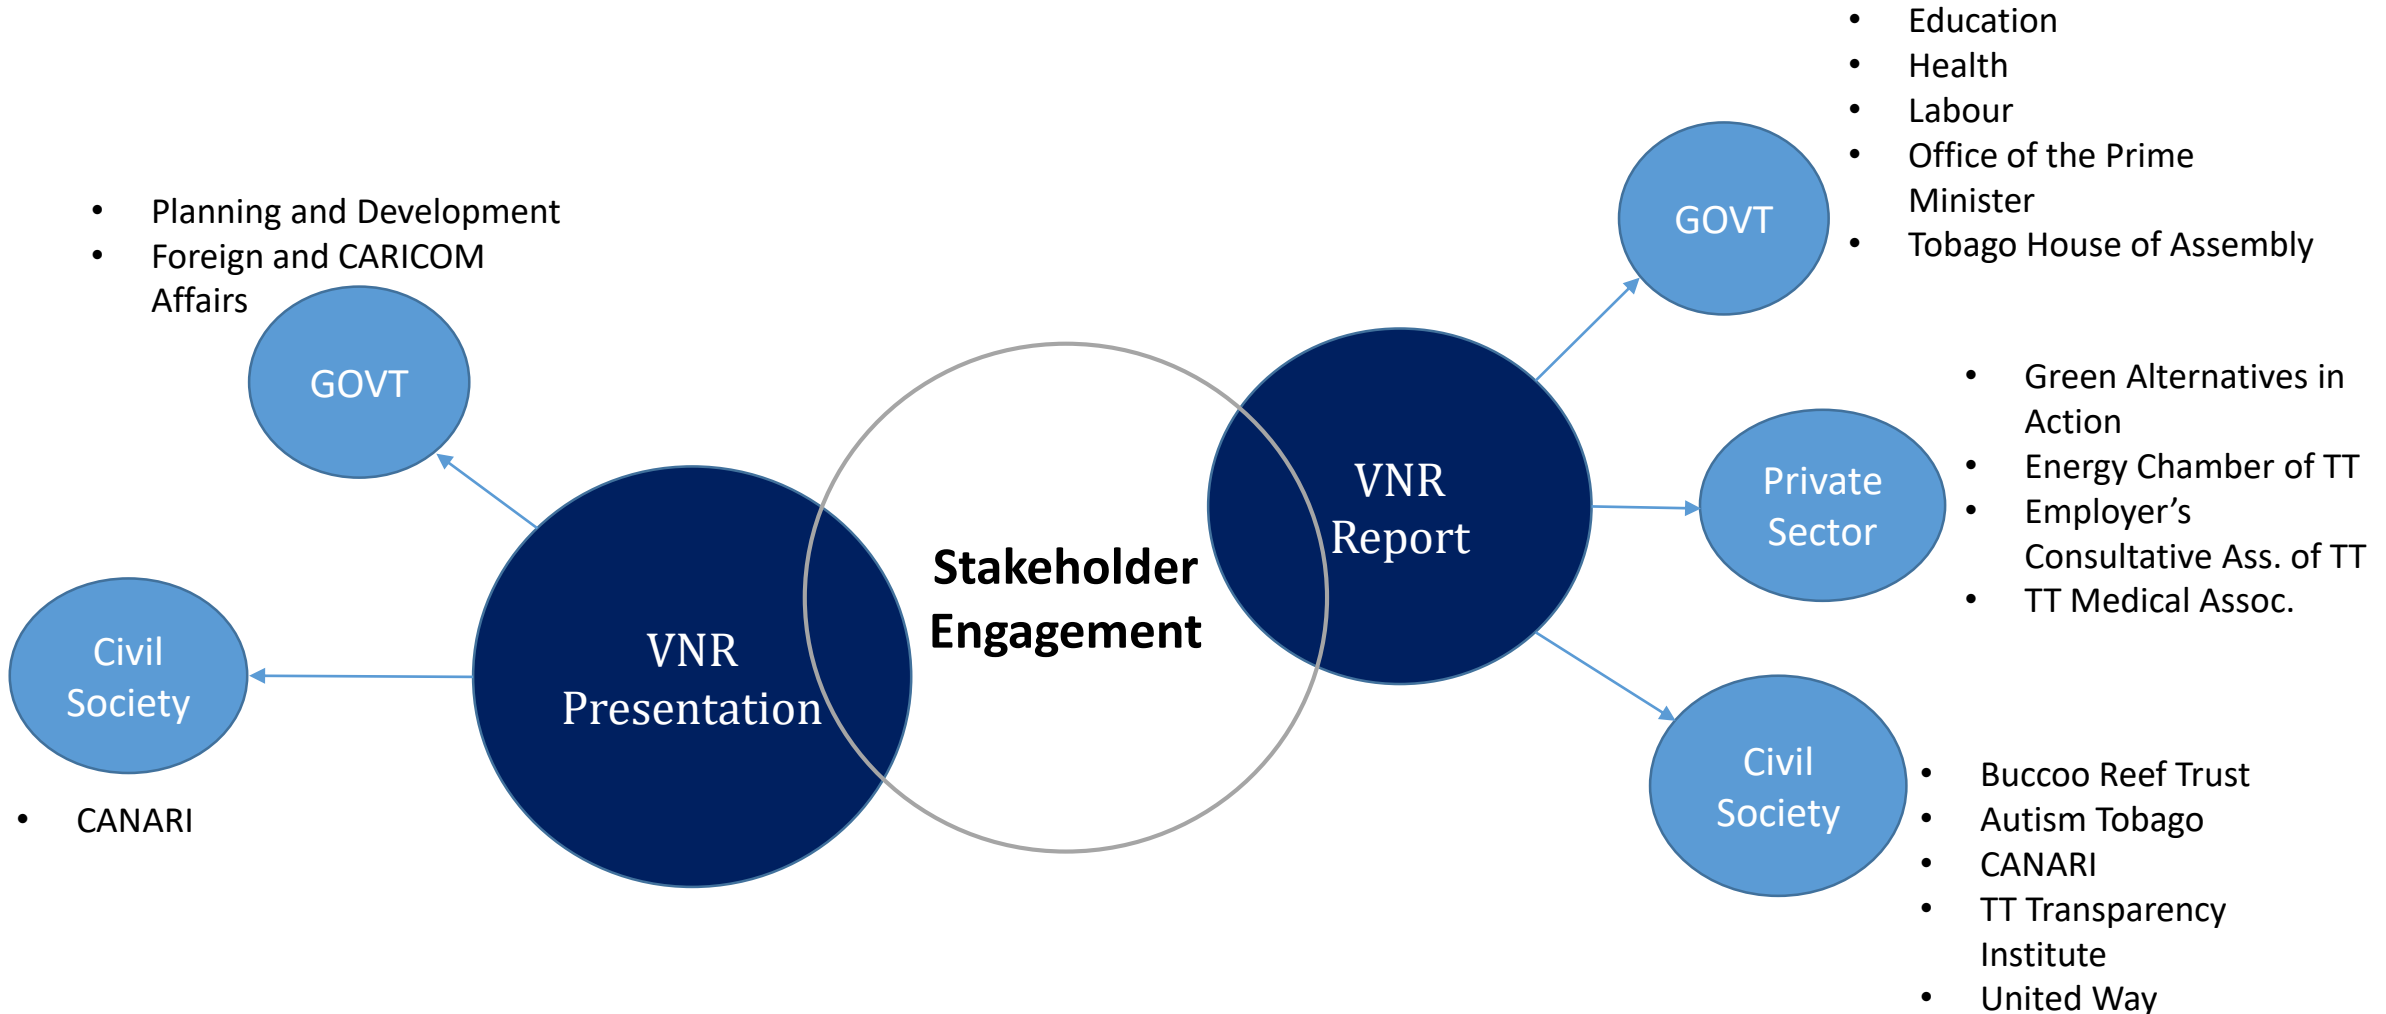 • Planning and Development
• Foreign and CARICOM
Affairs
GOVT
Civil
Society
• CANARI
VNR
Presentation
Stakeholder
Engagement
VNR
Report
GOVT
• Education
• Health
• Labour
• Office of the Prime
Minister
• Tobago House of Assembly
Private
Sector
• Green Alternatives in
Action
• Energy Chamber of TT
• Employer’s
Consultative Ass. of TT
• TT Medical Assoc.
Civil
Society
• Buccoo Reef Trust
• Autism Tobago
• CANARI
• TT Transparency
Institute
• United Way